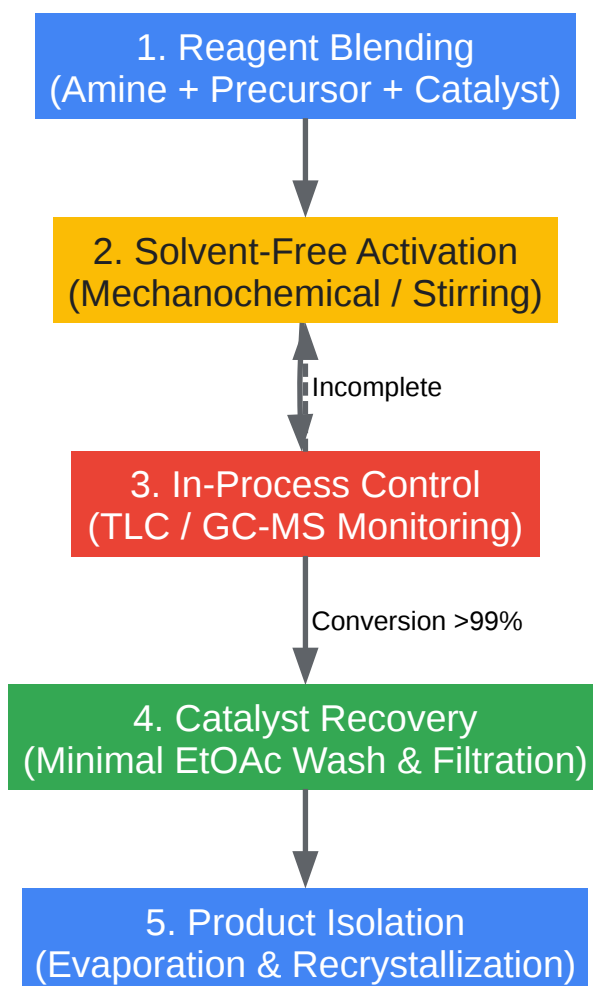 1. Reagent Blending
(Amine + Precursor + Catalyst)
2. Solvent-Free Activation
(Mechanochemical / Stirring)
Incomplete
3. In-Process Control
(TLC / GC-MS Monitoring)
Conversion >99%
4. Catalyst Recovery
(Minimal EtOAc Wash & Filtration)
5. Product Isolation
(Evaporation & Recrystallization)